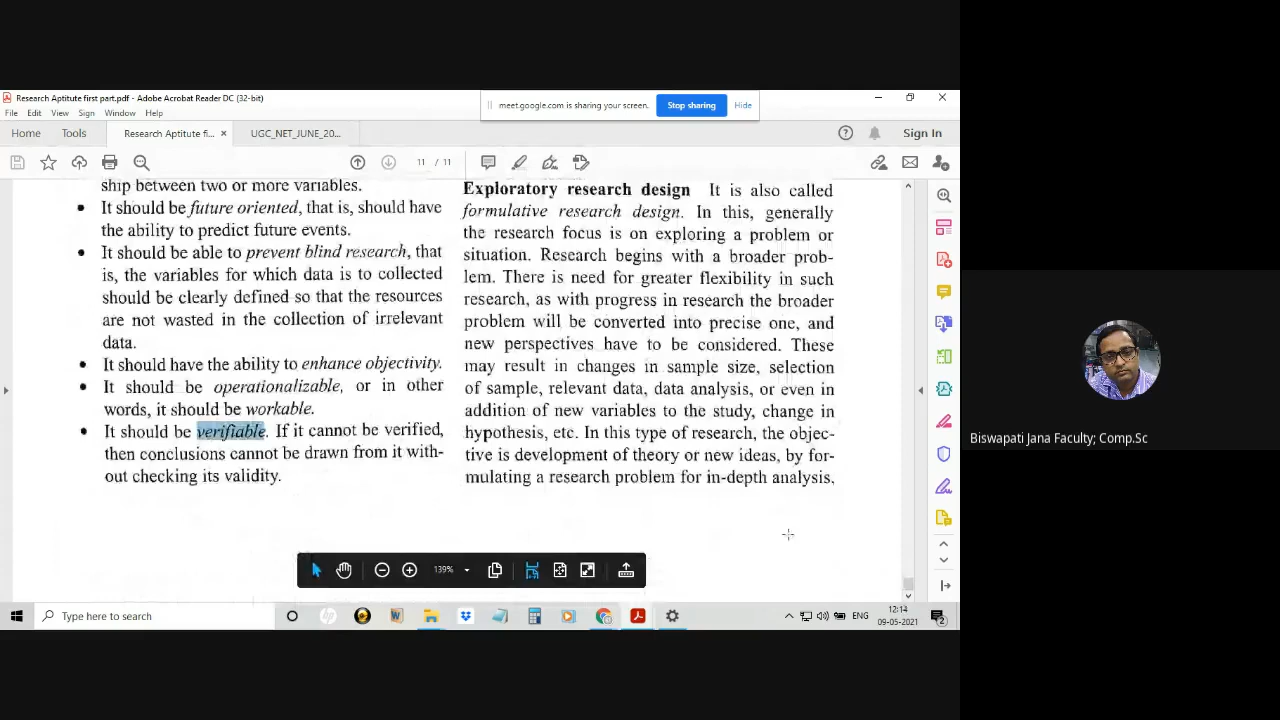 Research Aptitute first part.pdf - Adobe Acrobat Reader DC (32-bit)
meet.google.com is sharing your screen.
Stop sharing
Hide
File Edit View Sign Window Help
Home Tools
Research Aptitute fi... ×
UGC_NET_JUNE_20...
Sign In
11 / 11
ship between two or more variables.
It should be future oriented, that is, should have
the ability to predict future events.
It should be able to prevent blind research, that
is, the variables for which data is to collected
should be clearly defined so that the resources
are not wasted in the collection of irrelevant
data.
It should have the ability to enhance objectivity.
It should be operationalizable, or in other
words, it should be workable.
It should be verifiable. If it cannot be verified,
then conclusions cannot be drawn from it with-
out checking its validity.
Exploratory research design It is also called
formulative research design. In this, generally
the research focus is on exploring a problem or
situation. Research begins with a broader prob-
lem. There is need for greater flexibility in such
research, as with progress in research the broader
problem will be converted into precise one, and
new perspectives have to be considered. These
may result in changes in sample size, selection
of sample, relevant data, data analysis, or even in
addition of new variables to the study, change in
hypothesis, etc. In this type of research, the objec-
tive is development of theory or new ideas, by for-
mulating a research problem for in-depth analysis,
139%
Type here to search
ENG
12:14
09-05-2021
2
Biswapati Jana Faculty; Comp.Sc